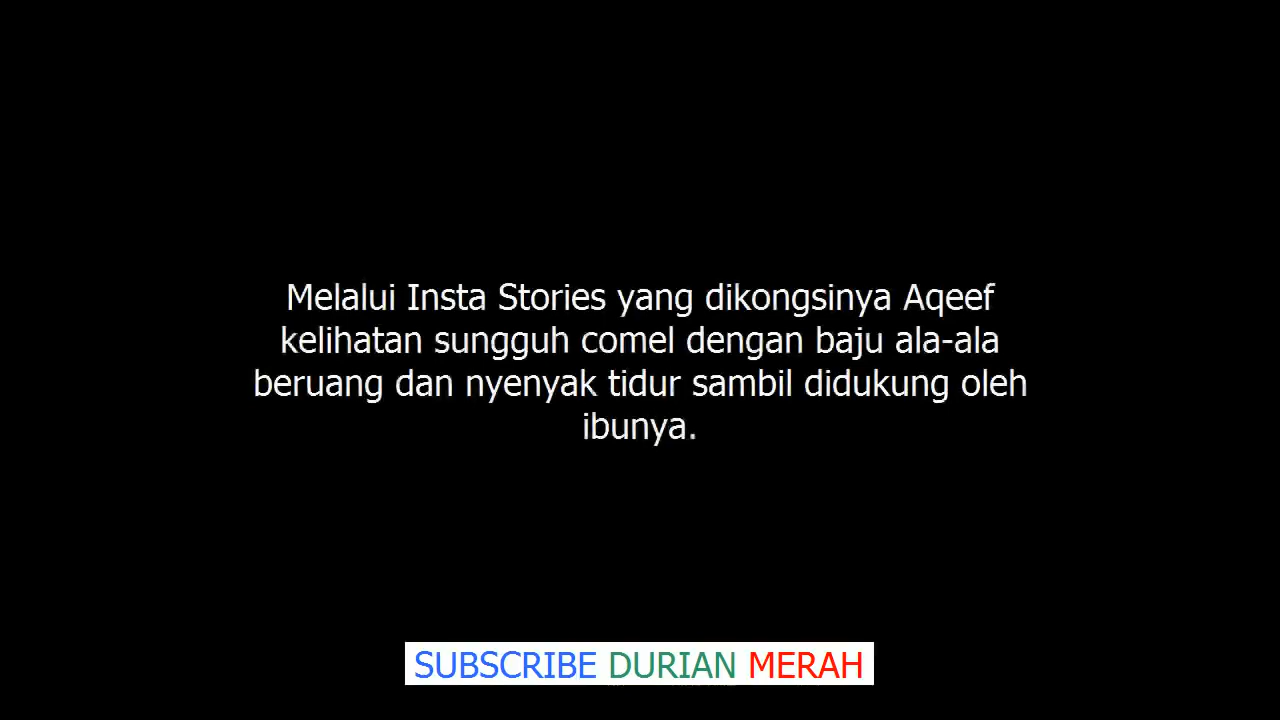 Melalui Insta Stories yang dikongsinya Aqeef
kelihatan sungguh comel dengan baju ala-ala
beruang dan nyenyak tidur sambil didukung oleh
ibunya.
SUBSCRIBE DURIAN MERAH